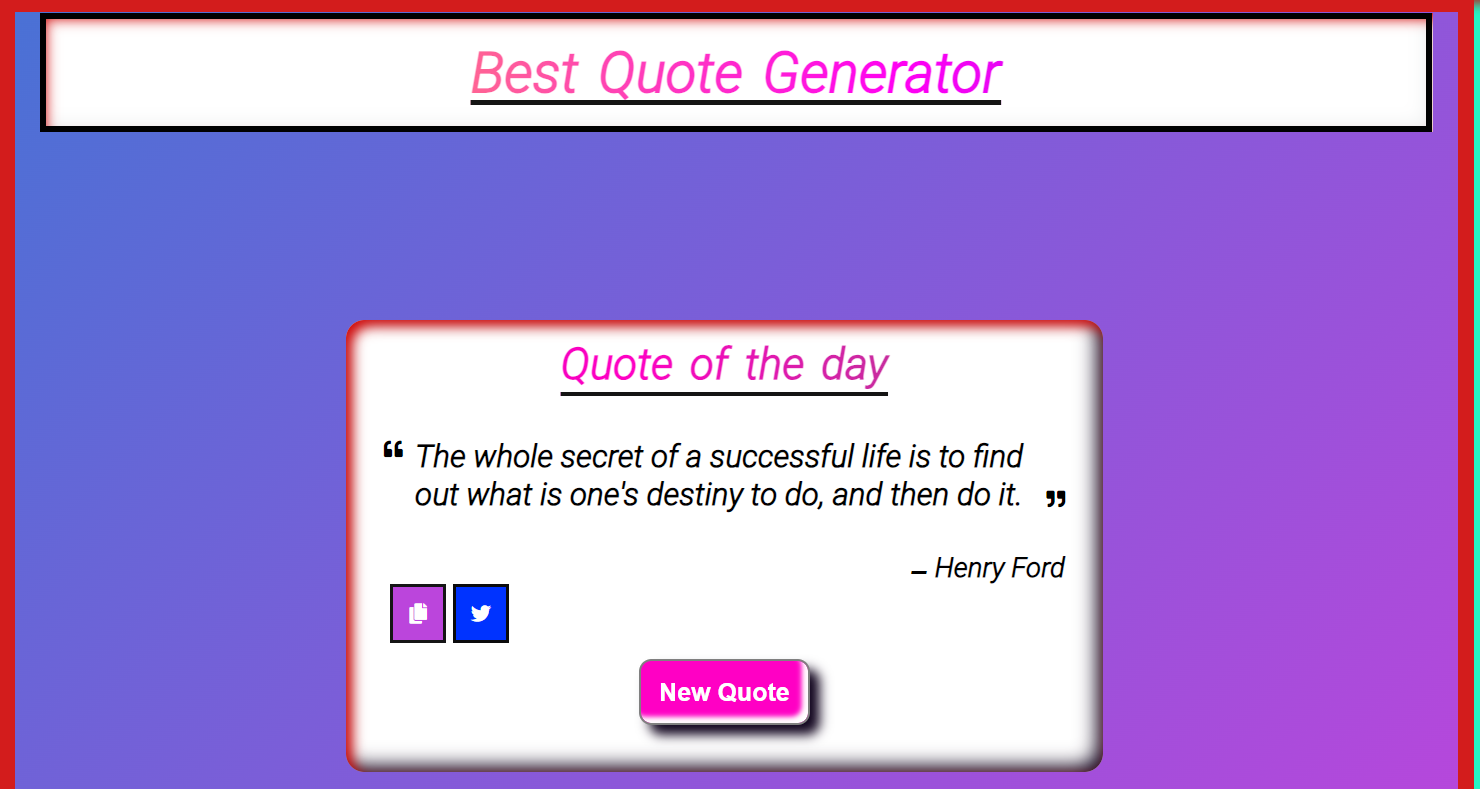 Best Quote Generator
Quote of the day
❝ The whole secret of a successful life is to find
out what is one's destiny to do, and then do it. ❞
– Henry Ford
New Quote